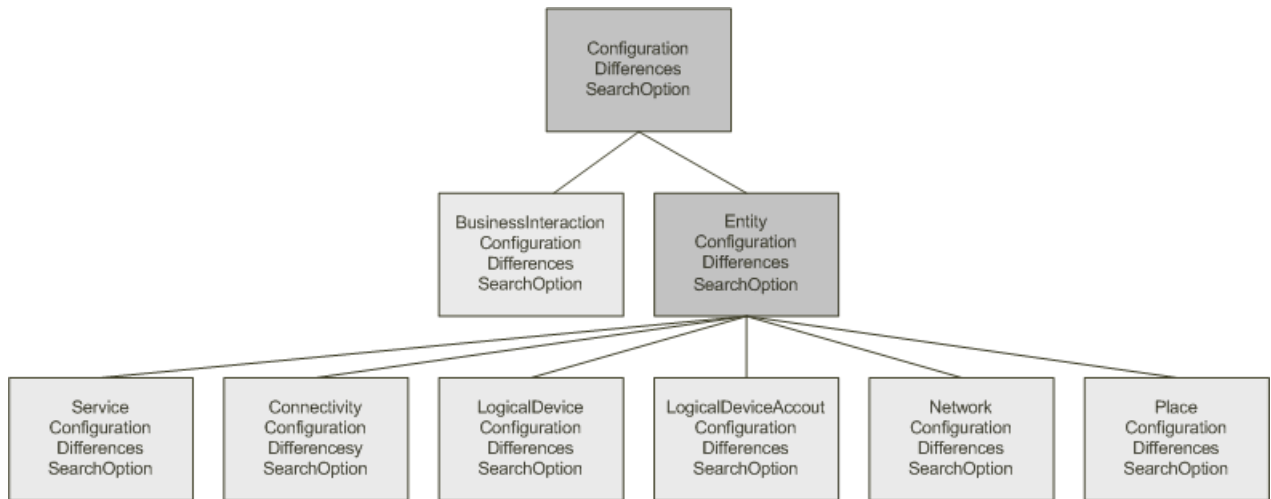 Configuration
Differences
SearchOption
BusinessInteraction
Configuration
Differences
SearchOption
Entity
Configuration
Differences
SearchOption
Service
Configuration
Differences
SearchOption
Connectivity
Configuration
Differencesy
SearchOption
LogicalDevice
Configuration
Differences
SearchOption
LogicalDeviceAccout
Configuration
Differences
SearchOption
Network
Configuration
Differences
SearchOption
Place
Configuration
Differences
SearchOption